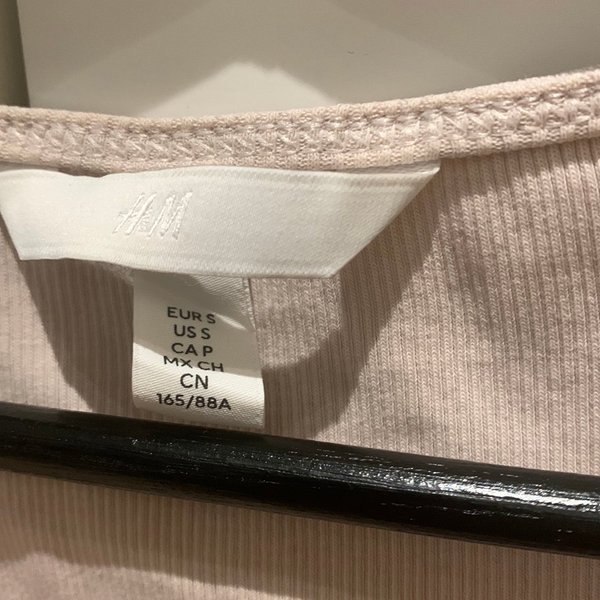 EUR S
US S
CA P
MX CH
CN
165/88A